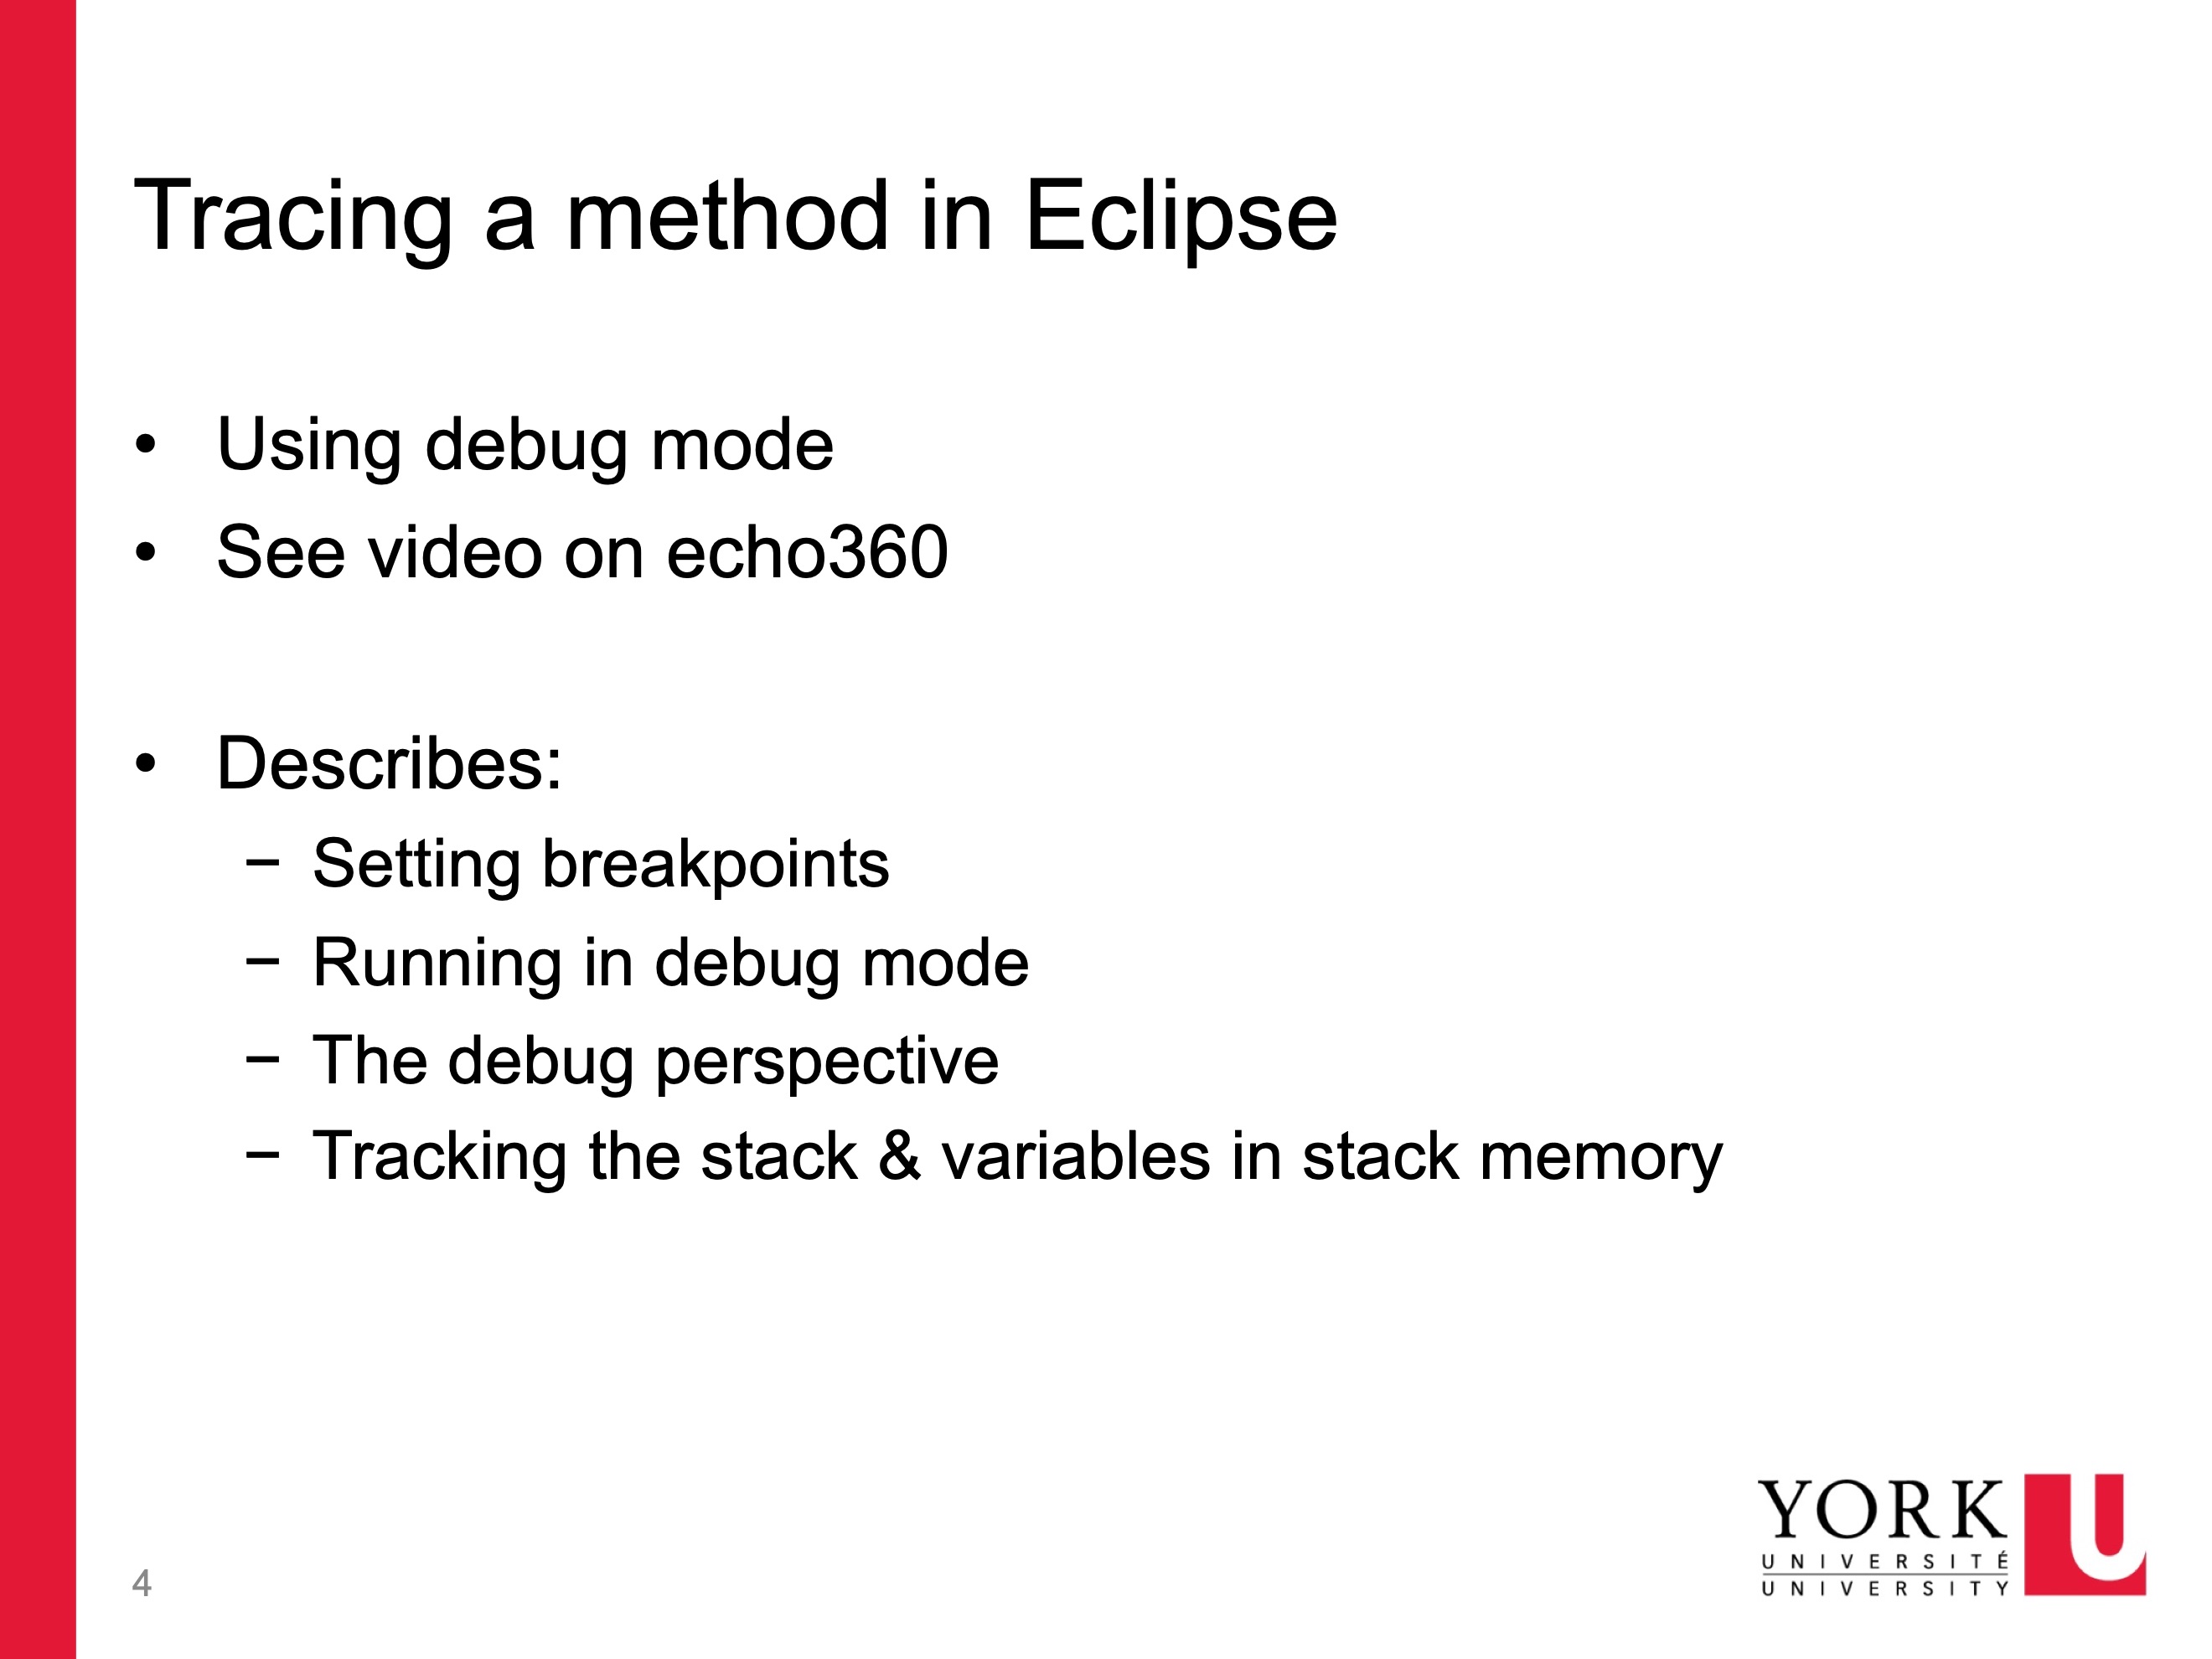 Tracing a method in Eclipse
• Using debug mode
• See video on echo360
• Describes:
– Setting breakpoints
– Running in debug mode
– The debug perspective
– Tracking the stack & variables in stack memory
4
YORK U
UNIVERSITÉ
UNIVERSITY